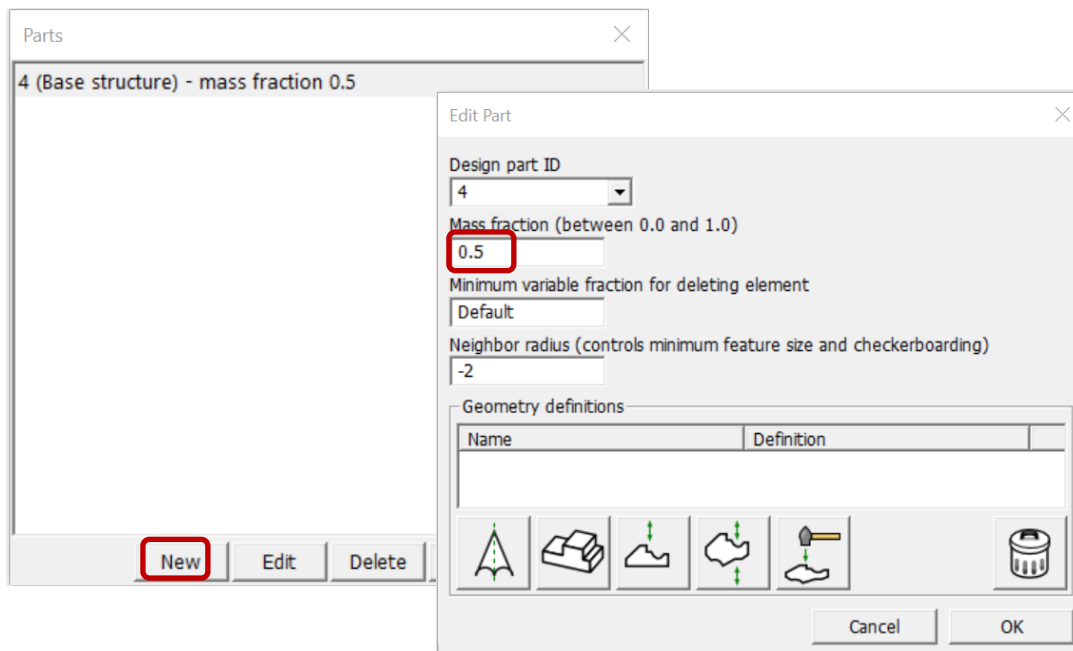 Parts
4 (Base structure) - mass fraction 0.5
New Edit Delete
Edit Part
Design part ID
4
Mass fraction (between 0.0 and 1.0)
0.5
Minimum variable fraction for deleting element
Default
Neighbor radius (controls minimum feature size and checkerboarding)
-2
Geometry definitions
Name Definition
Cancel OK